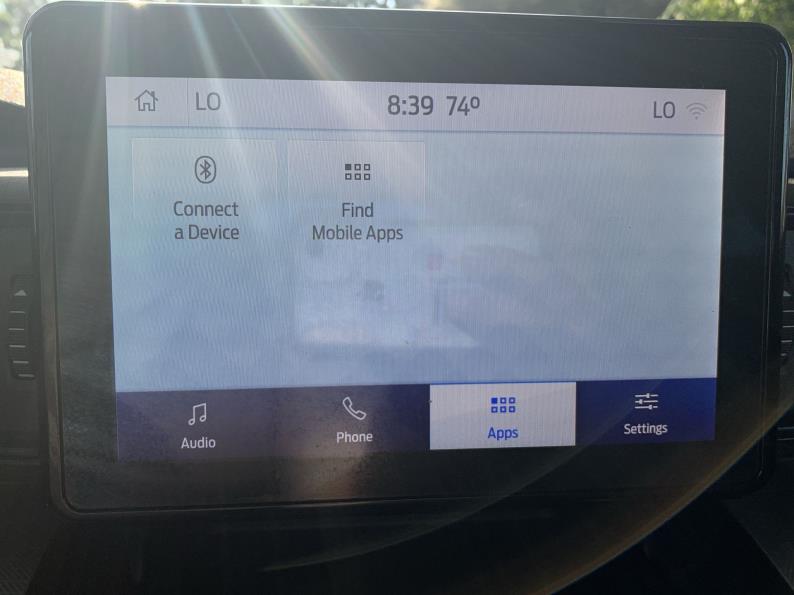 LO 8:39 74º LO
Connect
a Device
Find
Mobile Apps
Audio Phone Apps Settings